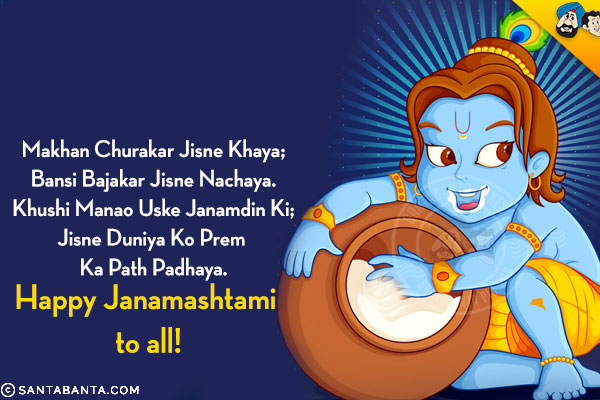 Makhan Churakar Jisne Khaya;
Bansi Bajakar Jisne Nachaya.
Khushi Manao Uske Janamdin Ki;
Jisne Duniya Ko Prem
Ka Path Padhaya.
Happy Janamashtami
to all!
© SANTABANTA.COM